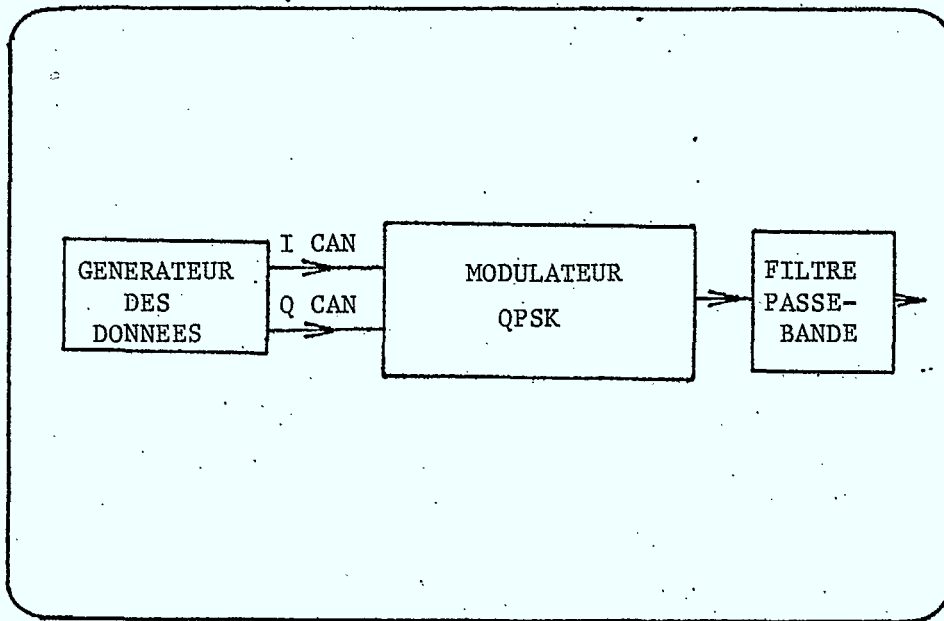 GENERATEUR
DES
DONNEES
I CAN
Q CAN
MODULATEUR
QPSK
FILTRE
PASSE-
BANDE